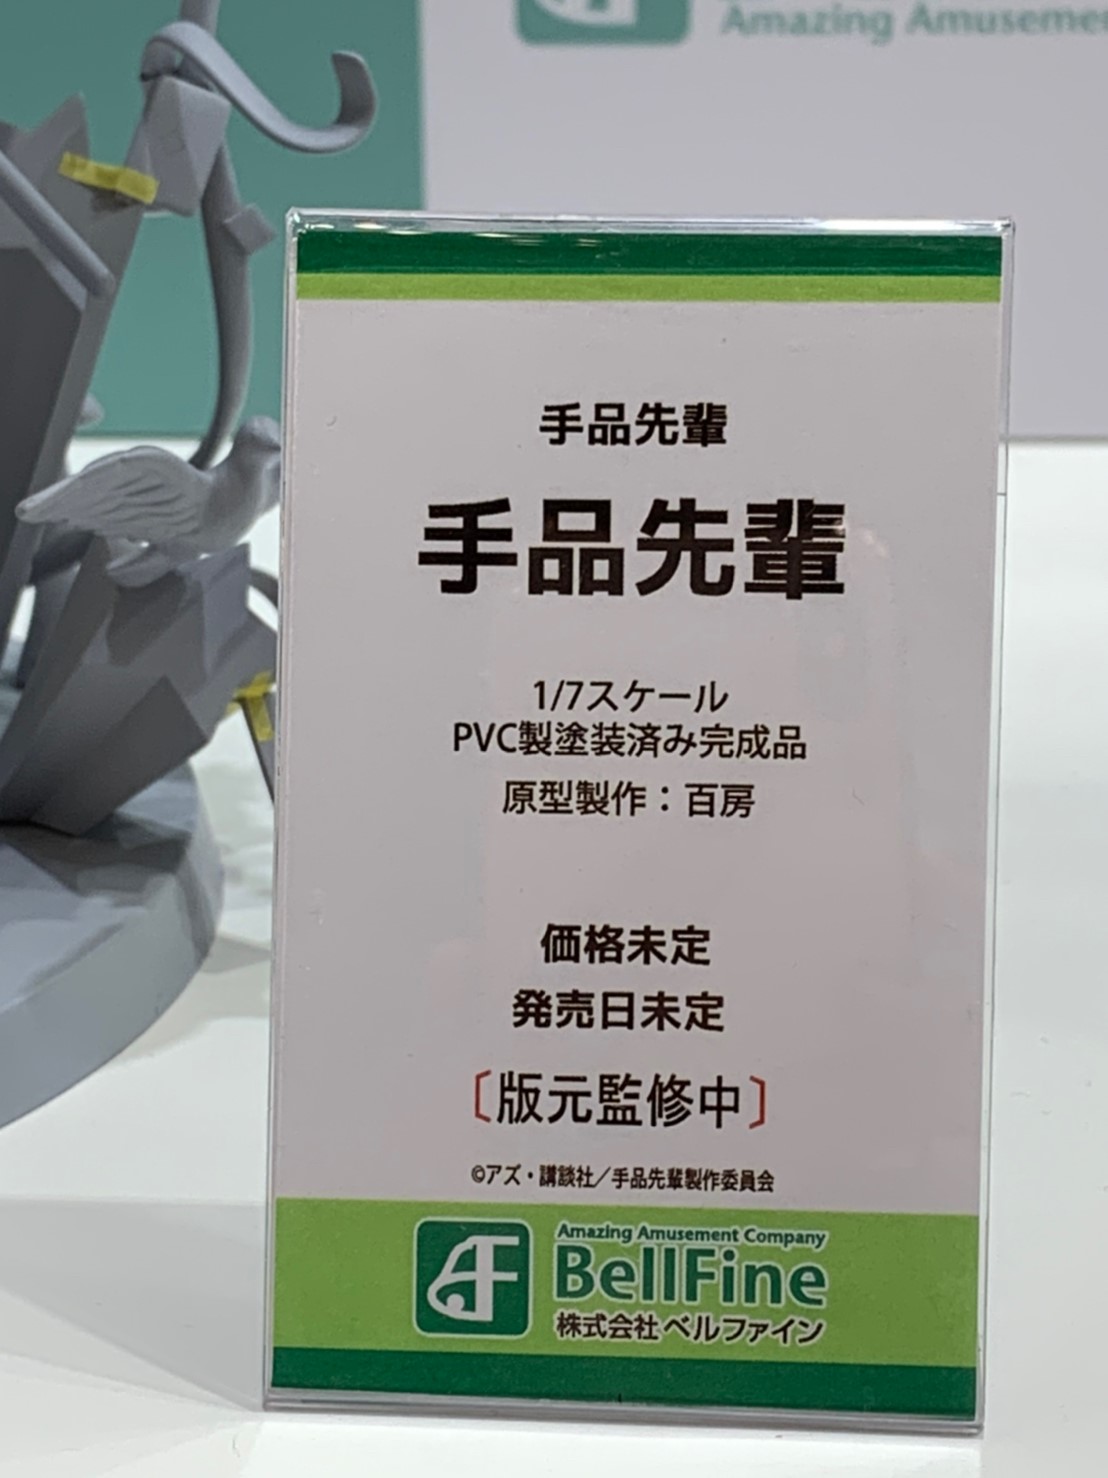 Amazing Amuseme
手品先輩
手品先輩
1/7スケール
PVC製塗装済み完成品
原型製作：百房
価格未定
発売日未定
〔版元監修中〕
©アズ・講談社／手品先輩製作委員会
Amazing Amusement Company
BellFine
株式会社ベルファイン